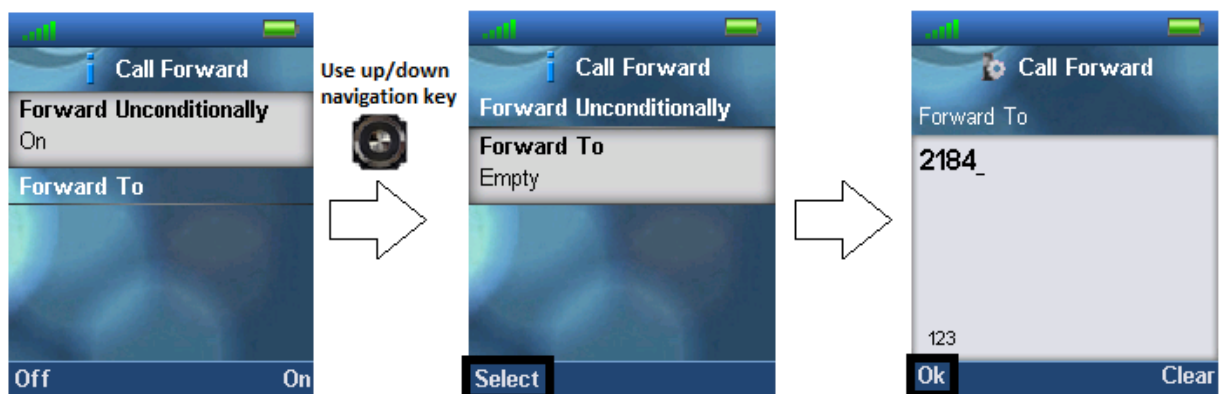 Call Forward
Forward Unconditionally
On
Forward To
Off On
Use up/down
navigation key
Call Forward
Forward Unconditionally
Forward To
Empty
Select
Call Forward
Forward To
2184_
123
Ok Clear